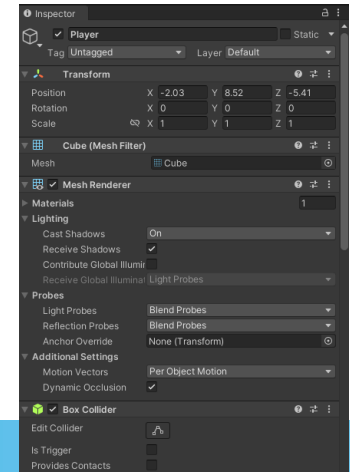 Inspector
Player Static
Tag Untagged Layer Default
Transform
Position X -2.03 Y 8.52 Z -5.41
Rotation X 0 Y 0 Z 0
Scale X 1 Y 1 Z 1
Cube (Mesh Filter)
Mesh Cube
Mesh Renderer
Materials 1
Lighting
Cast Shadows On
Receive Shadows
Contribute Global Illumir
Receive Global Illuminat Light Probes
Probes
Light Probes Blend Probes
Reflection Probes Blend Probes
Anchor Override None (Transform)
Additional Settings
Motion Vectors Per Object Motion
Dynamic Occlusion
Box Collider
Edit Collider
Is Trigger
Provides Contacts